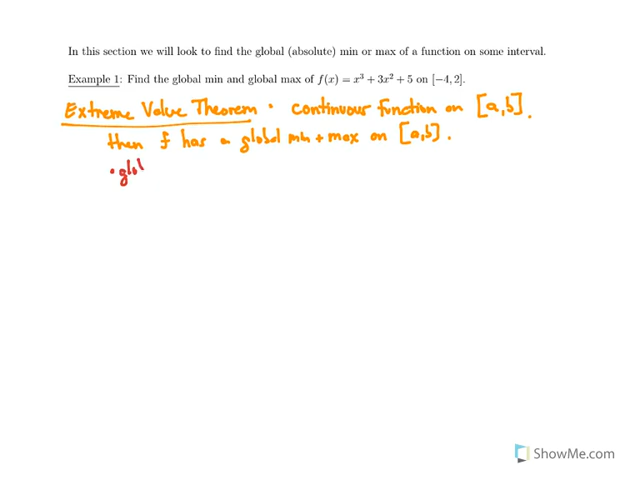 In this section we will look to find the global (absolute) min or max of a function on some interval.
Example 1: Find the global min and global max of f(x) = x³ + 3x² + 5 on [−4, 2].
Extreme Value Theorem · continuous function on [a,b].
then f has a global min + max on [a,b].
· glol
ShowMe.com